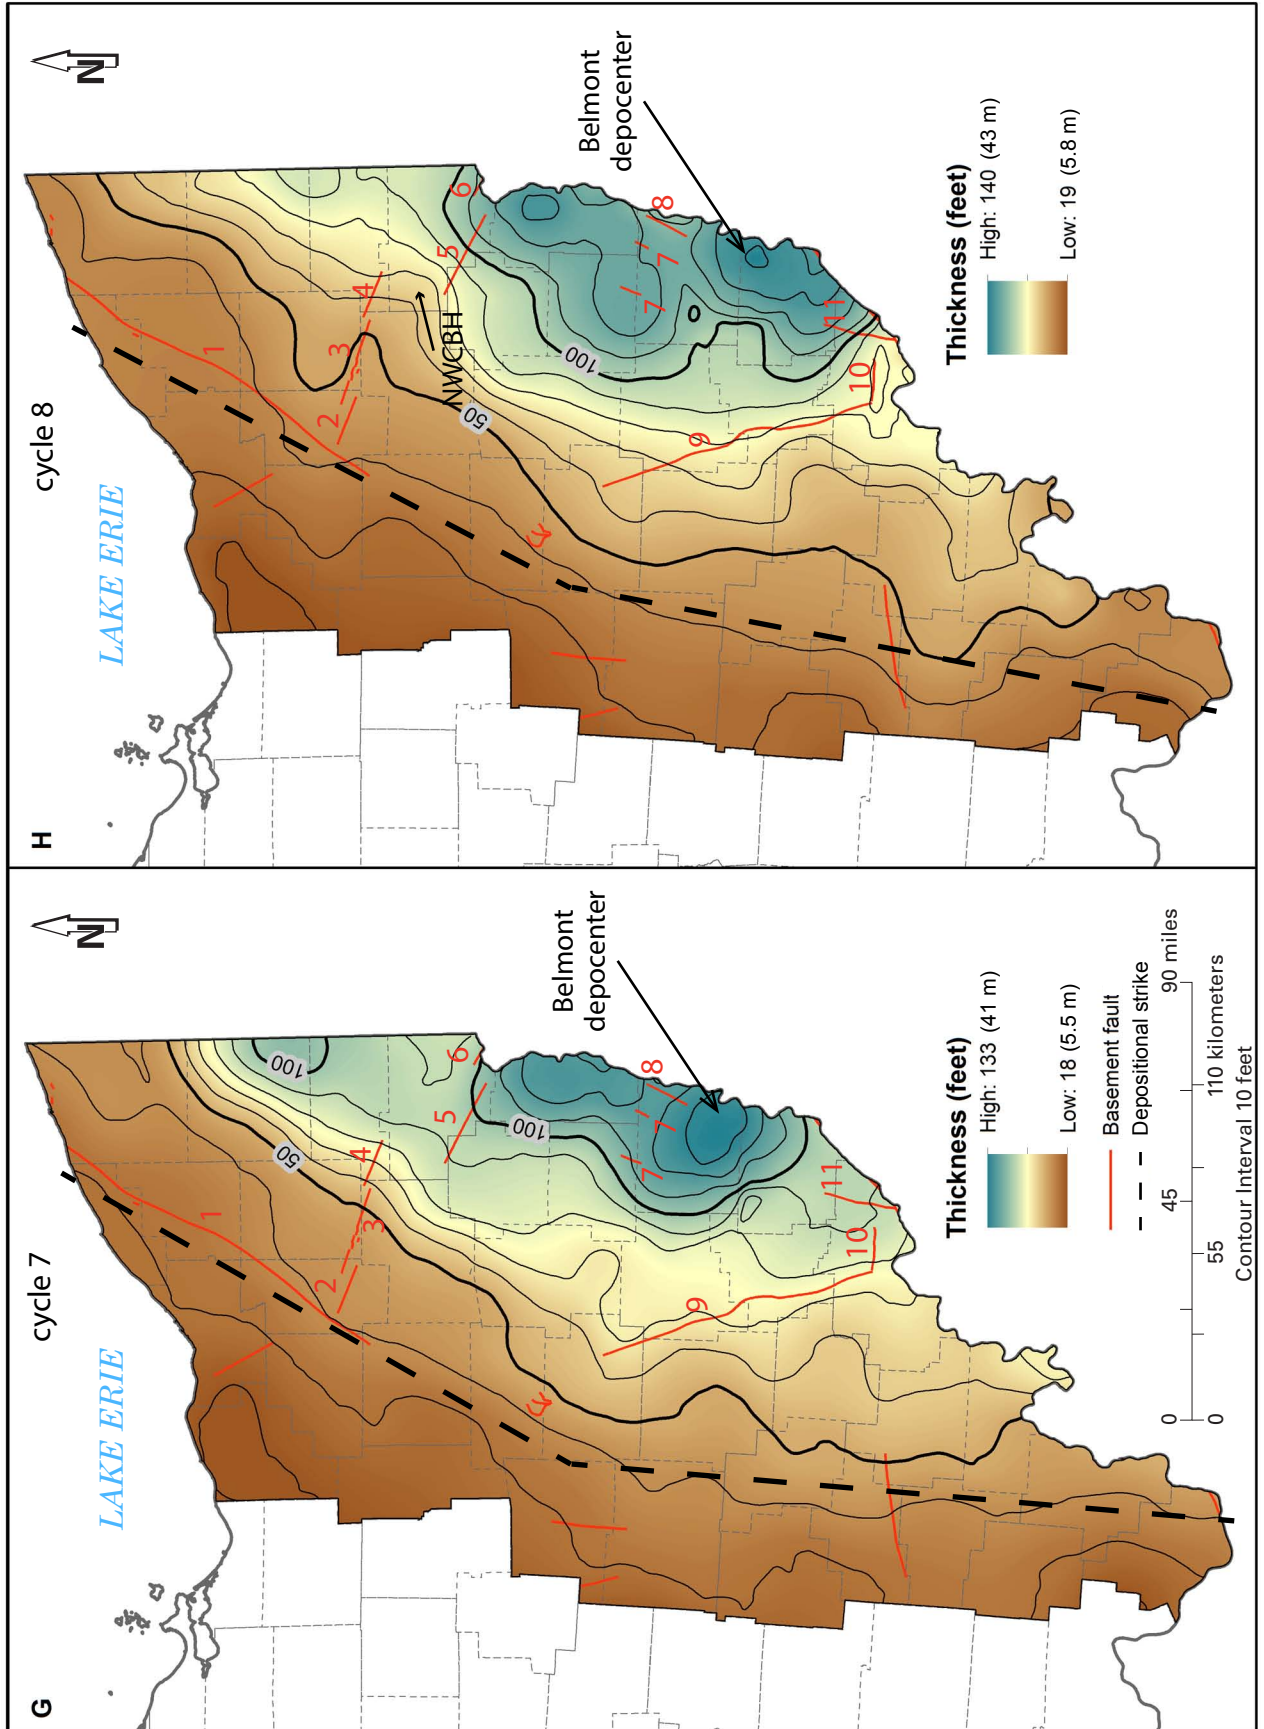 H
cycle 8
N
LAKE ERIE
1
2
3
4
5
6
NWCBH
50
100
7
7
8
9
10
11
Belmont
depocenter
Thickness (feet)
High: 140 (43 m)
Low: 19 (5.8 m)
G
cycle 7
N
LAKE ERIE
1
2
3
4
5
6
50
100
100
7
7
8
9
10
11
Belmont
depocenter
Thickness (feet)
High: 133 (41 m)
Low: 18 (5.5 m)
Basement fault
Depositional strike
0 45 90 miles
0 55 110 kilometers
Contour Interval 10 feet